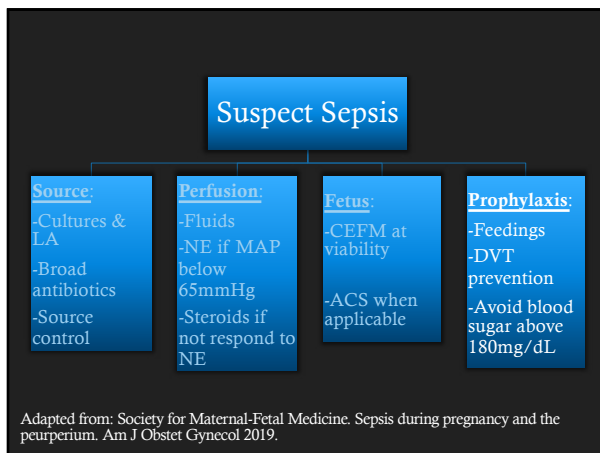 Suspect Sepsis
Source:
-Cultures &
LA
-Broad
antibiotics
-Source
control
Perfusion:
-Fluids
-NE if MAP
below
65mmHg
-Steroids if
not respond to
NE
Fetus:
-CEFM at
viability
-ACS when
applicable
Prophylaxis:
-Feedings
-DVT
prevention
-Avoid blood
sugar above
180mg/dL
Adapted from: Society for Maternal-Fetal Medicine. Sepsis during pregnancy and the
peurperium. Am J Obstet Gynecol 2019.